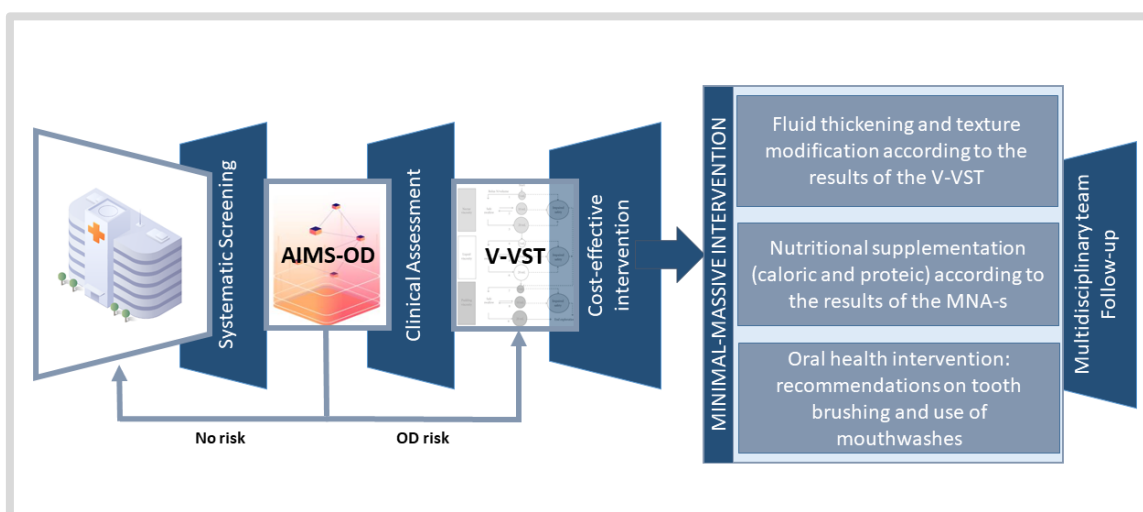 Systematic Screening
AIMS-OD
Clinical Assessment
V-VST
Cost-effective
intervention
No risk
OD risk
MINIMAL-MASSIVE INTERVENTION
Fluid thickening and texture
modification according to the
results of the V-VST
Nutritional supplementation
(caloric and proteic) according to
the results of the MNA-s
Oral health intervention:
recommendations on tooth
brushing and use of
mouthwashes
Multidisciplinary team
Follow-up